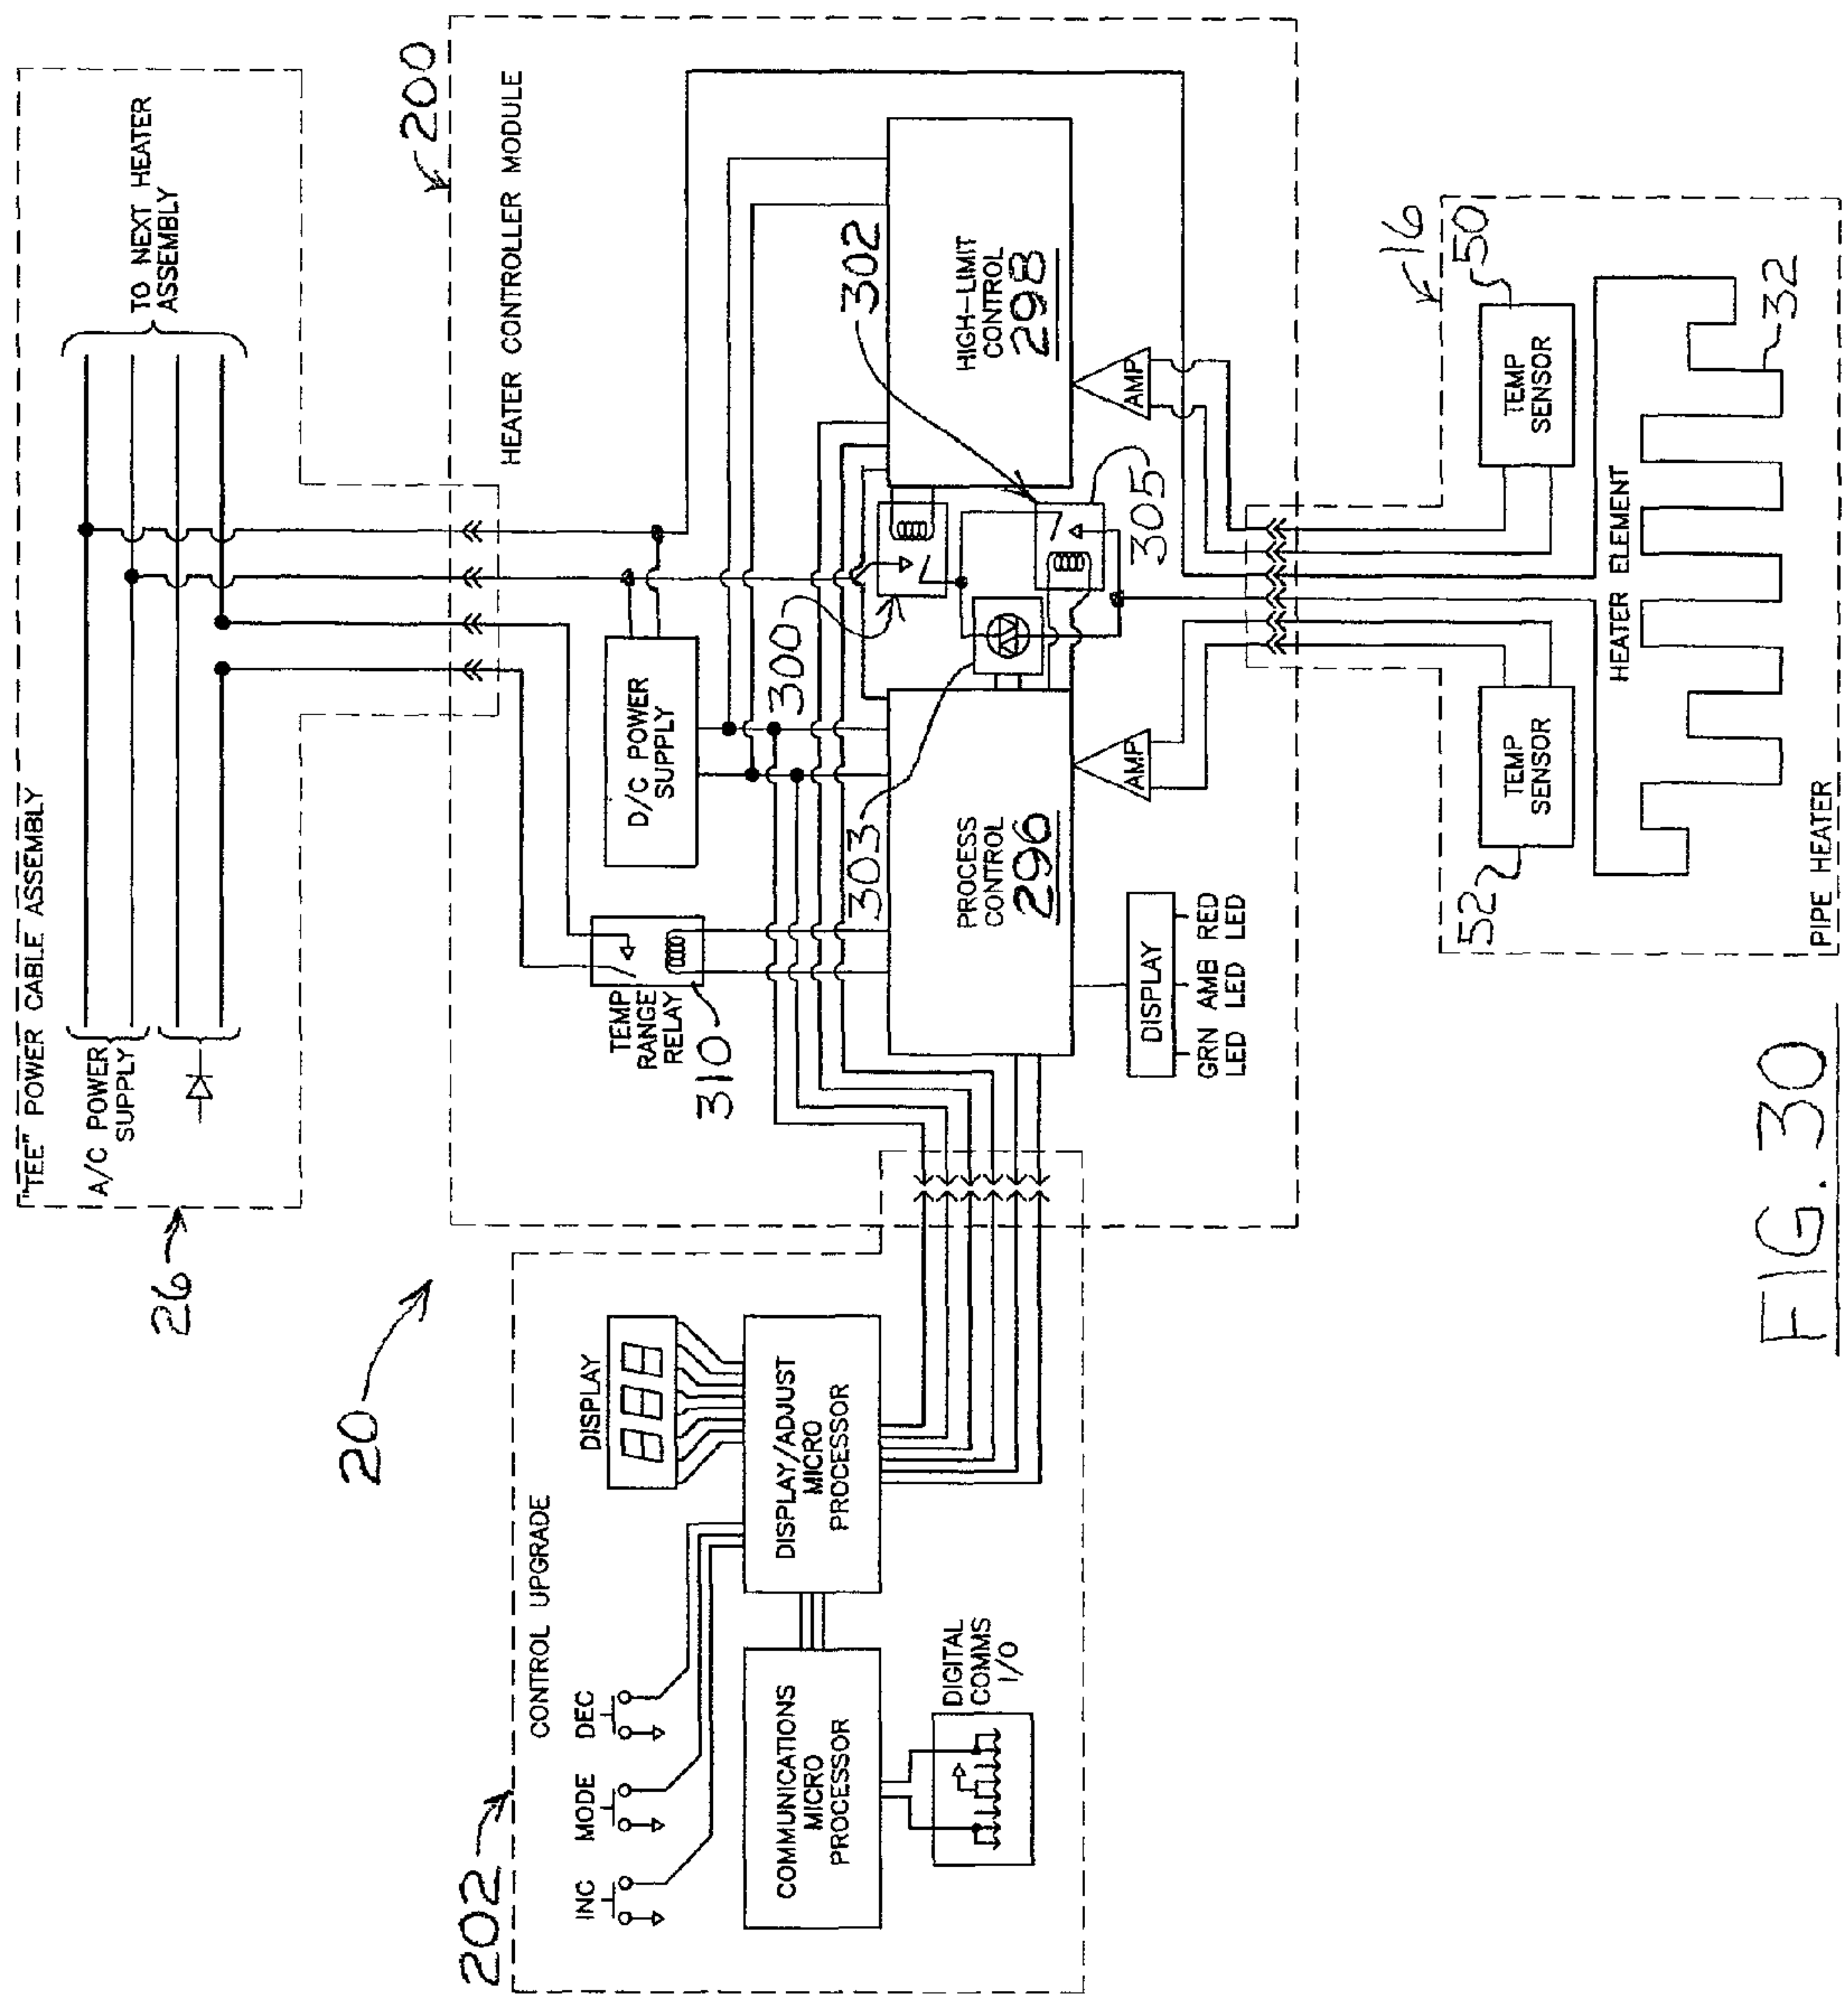 "TEE" POWER CABLE ASSEMBLY
A/C POWER
SUPPLY
TO NEXT HEATER
ASSEMBLY
26
200
HEATER CONTROLLER MODULE
20
TEMP
RANGE
RELAY
310
D/C POWER
SUPPLY
300
302
303
305
PROCESS
CONTROL
296
HIGH-LIMIT
CONTROL
298
AMP
AMP
DISPLAY
GRN AMB RED
LED LED LED
202
CONTROL UPGRADE
INC
MODE
DEC
DISPLAY
COMMUNICATIONS
MICRO
PROCESSOR
DISPLAY/ADJUST
MICRO
PROCESSOR
DIGITAL
COMMS
I/O
16
52
TEMP
SENSOR
50
TEMP
SENSOR
HEATER ELEMENT
32
PIPE HEATER
FIG. 30